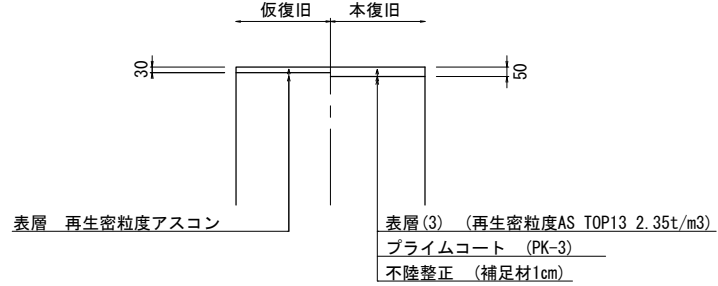 仮復旧
本復旧
30
50
表層　再生密粒度アスコン
表層(3)　(再生密粒度AS TOP13 2.35t/m3)
プライムコート　(PK-3)
不陸整正　(補足材1cm)